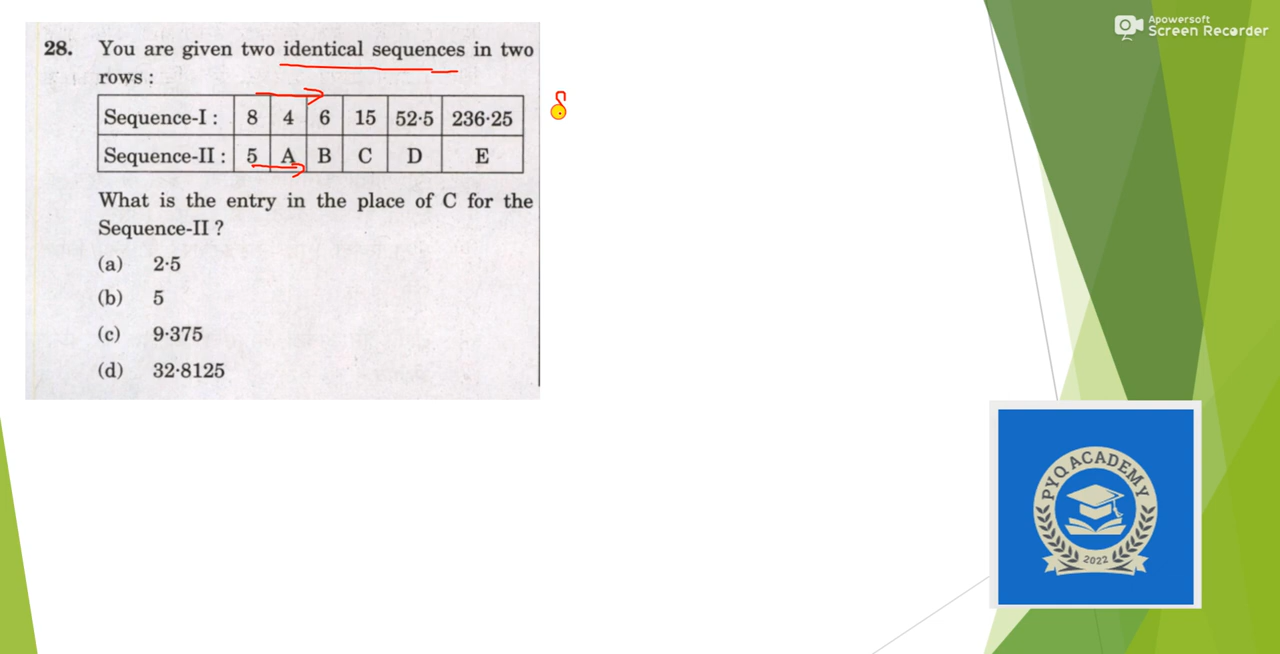 Apowersoft
Screen Recorder
28. You are given two identical sequences in two
rows :
Sequence-I : 8 4 6 15 52·5 236·25
Sequence-II : 5 A B C D E
8
What is the entry in the place of C for the
Sequence-II ?
(a) 2·5
(b) 5
(c) 9·375
(d) 32·8125
PYQ ACADEMY
2022